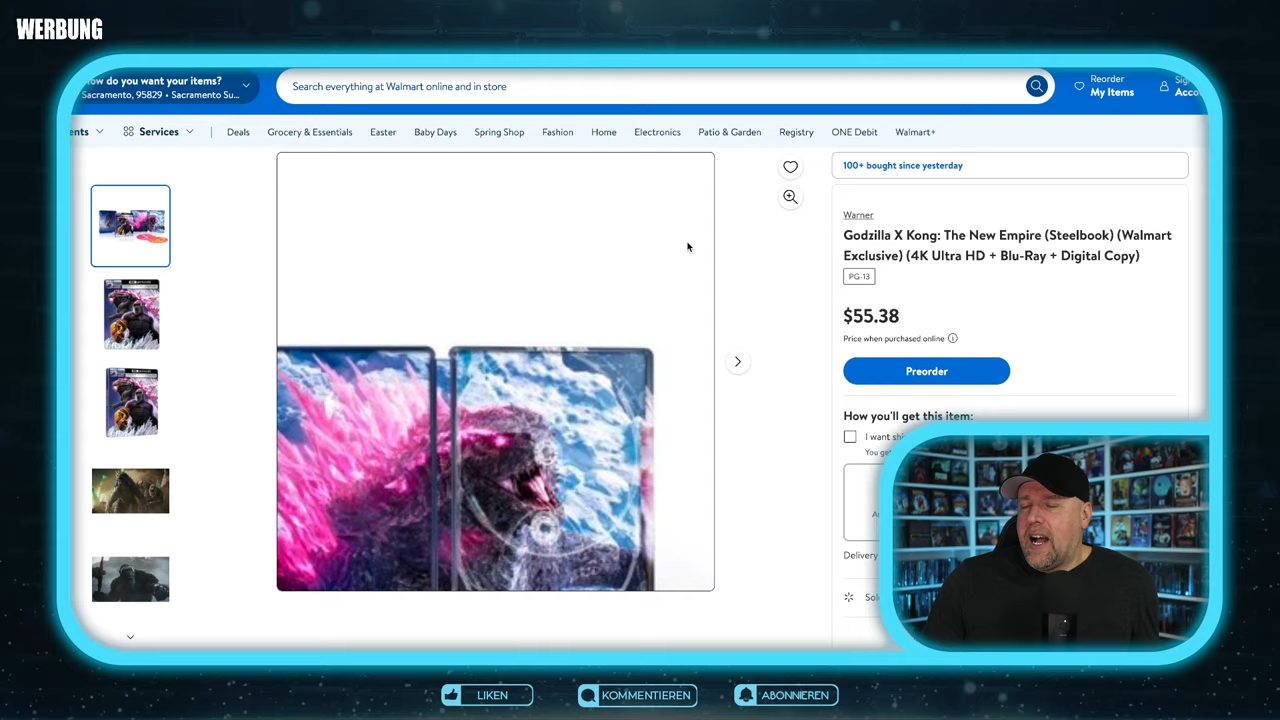 WERBUNG
How do you want your items?
Sacramento, 95829 • Sacramento Su...
Search everything at Walmart online and in store
Reorder
My Items
Services
Deals
Grocery & Essentials
Easter
Baby Days
Spring Shop
Fashion
Home
Electronics
Patio & Garden
Registry
ONE Debit
Walmart+
100+ bought since yesterday
Warner
Godzilla X Kong: The New Empire (Steelbook) (Walmart
Exclusive) (4K Ultra HD + Blu-Ray + Digital Copy)
PG-13
$55.38
Price when purchased online
Preorder
How you'll get this item:
I want shi
You ge
Delivery
LIKEN
KOMMENTIEREN
ABONNIEREN